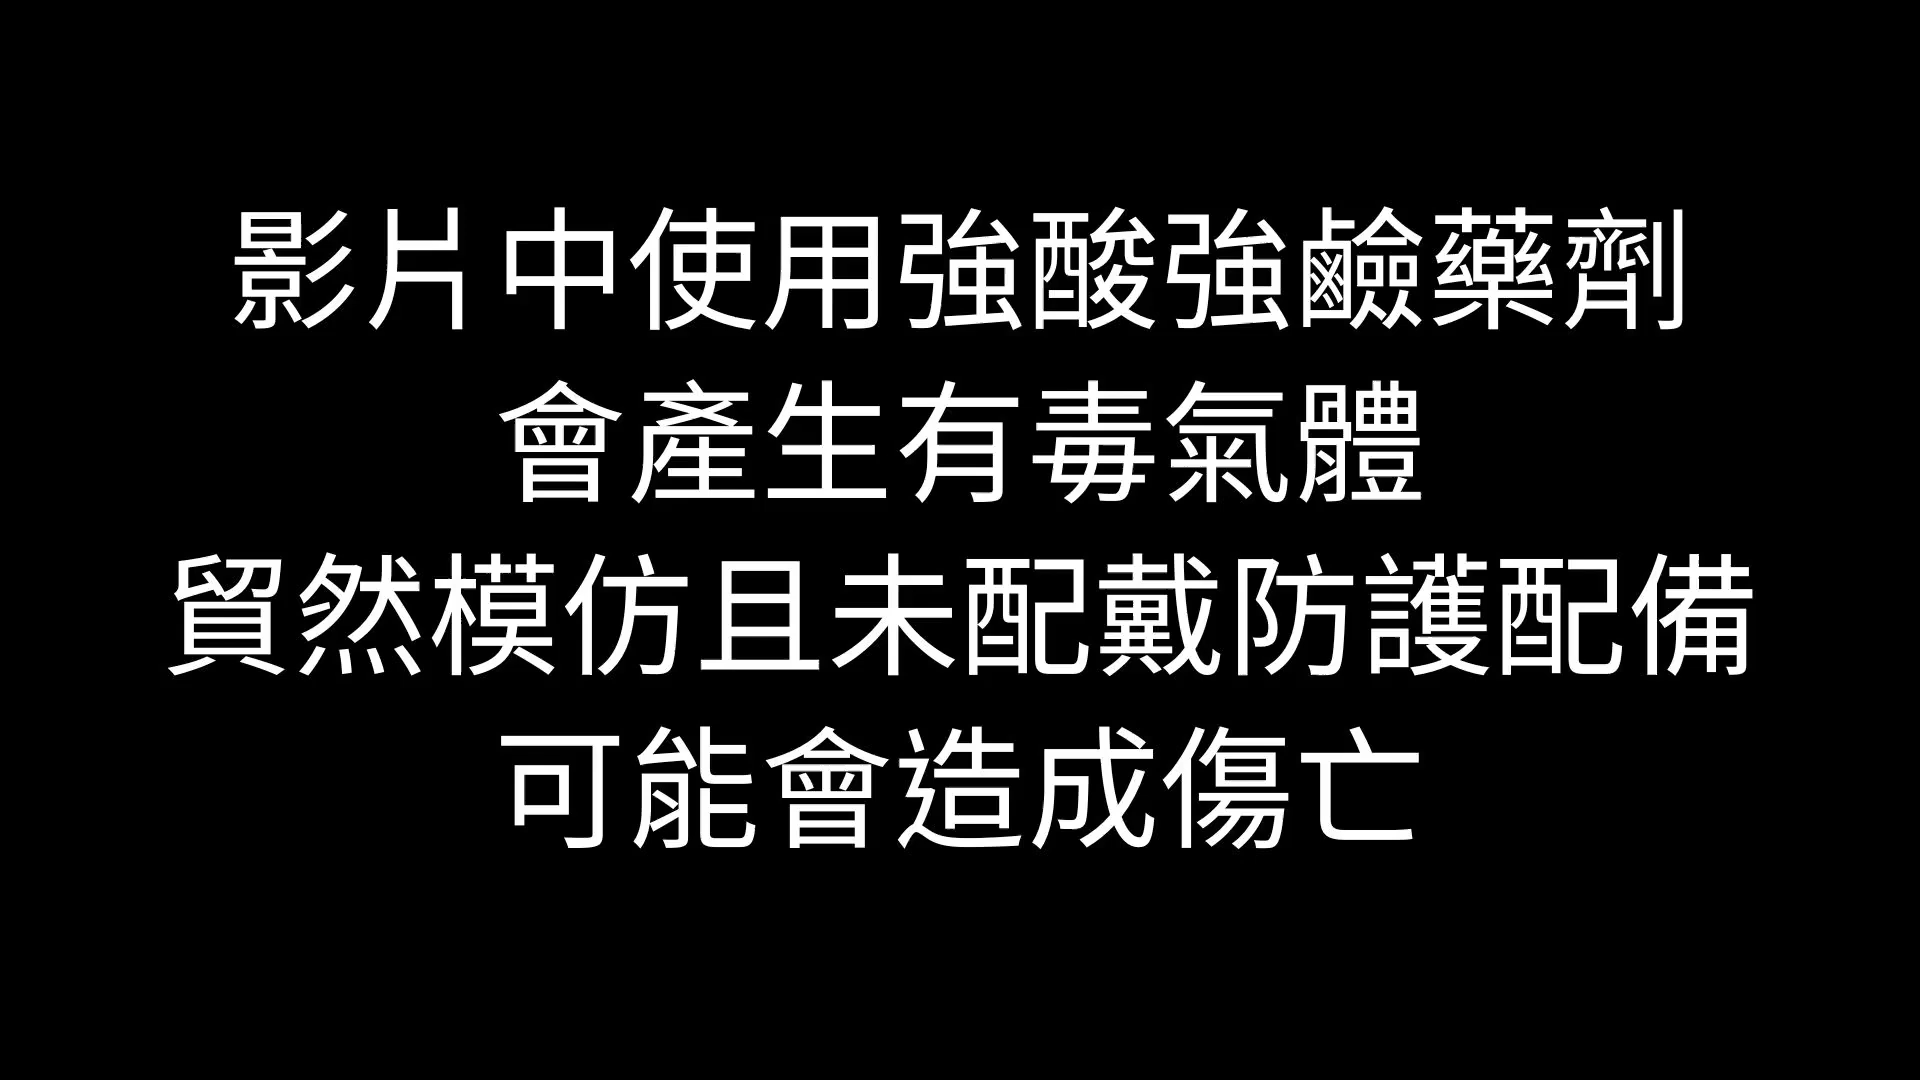 影片中使用強酸強鹼藥劑
會產生有毒氣體
貿然模仿且未配戴防護配備
可能會造成傷亡